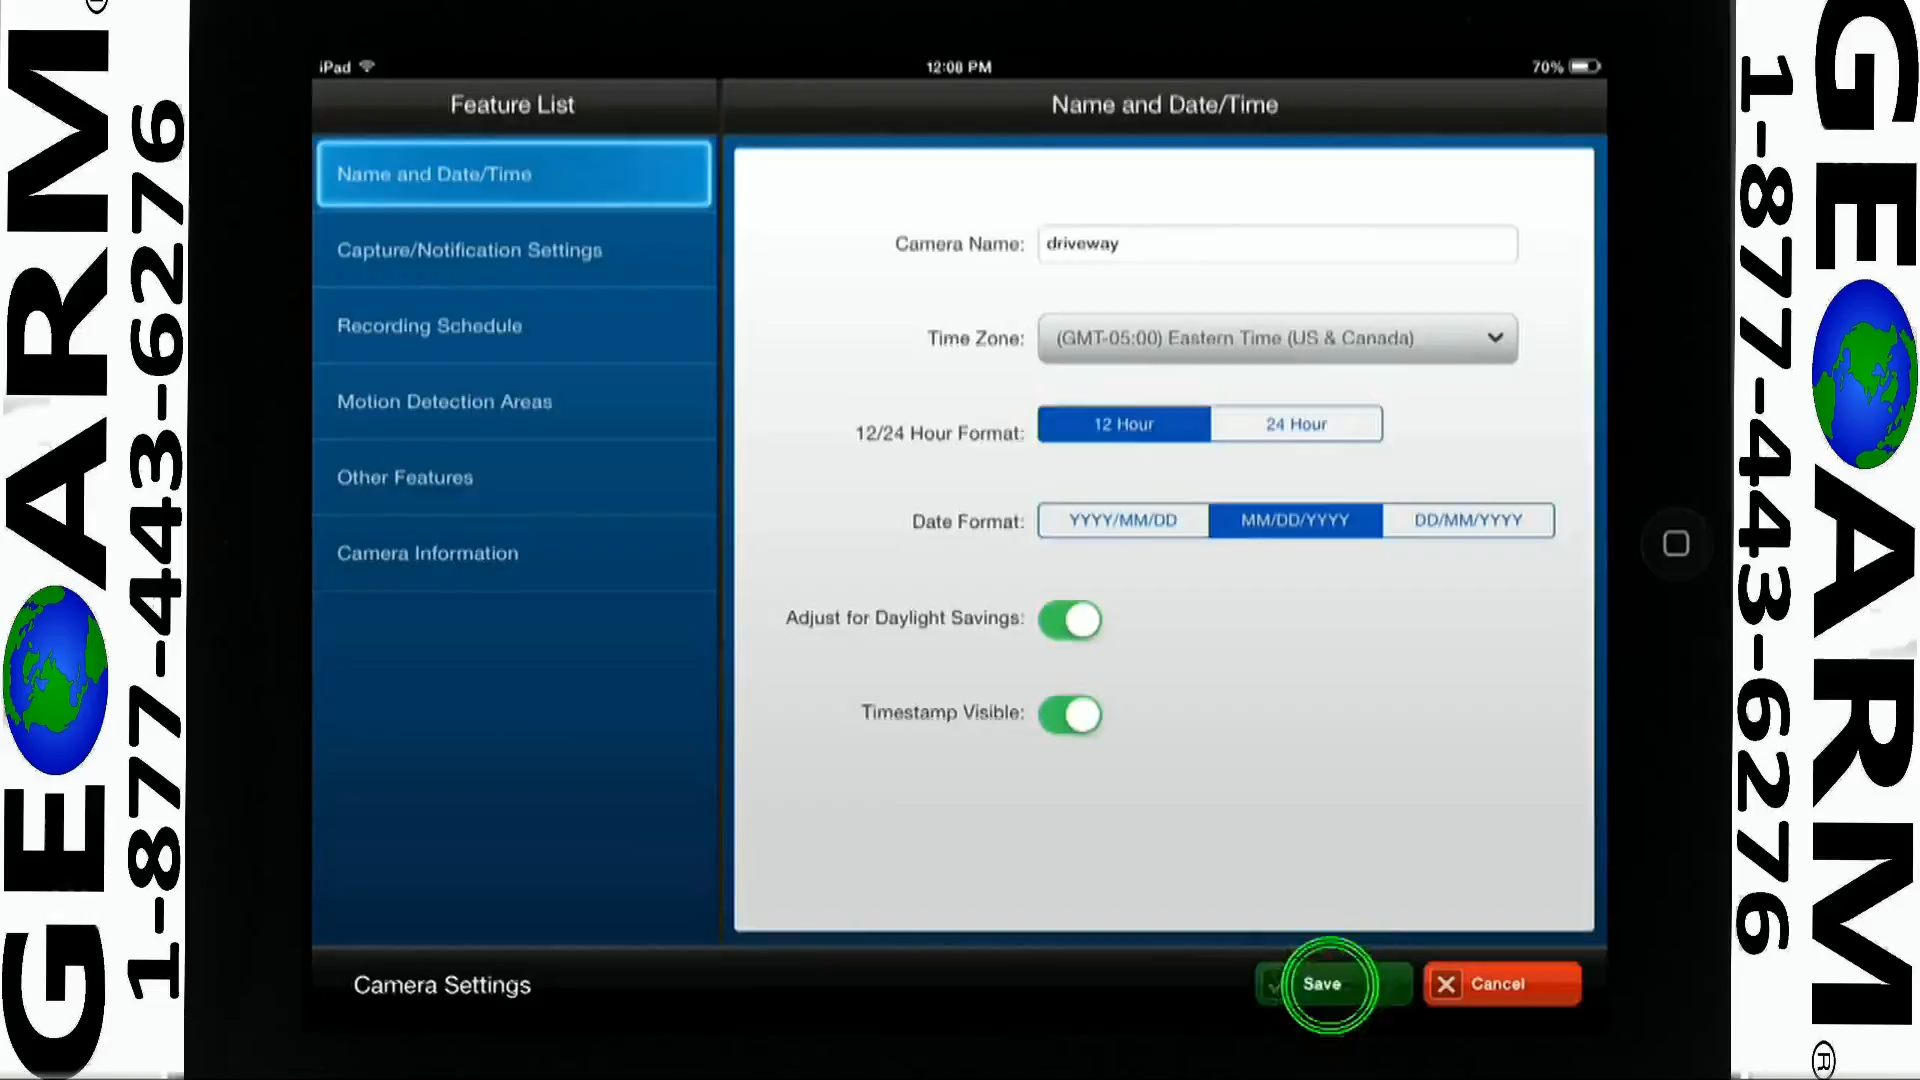 GEOARM
®
1-877-443-6276
iPad
12:08 PM
70%
Feature List
Name and Date/Time
Name and Date/Time
Capture/Notification Settings
Recording Schedule
Motion Detection Areas
Other Features
Camera Information
Camera Name: driveway
Time Zone: (GMT-05:00) Eastern Time (US & Canada)
12/24 Hour Format: 12 Hour 24 Hour
Date Format: YYYY/MM/DD MM/DD/YYYY DD/MM/YYYY
Adjust for Daylight Savings:
Timestamp Visible:
Camera Settings
Save
Cancel
1-877-443-6276
GEOARM
®